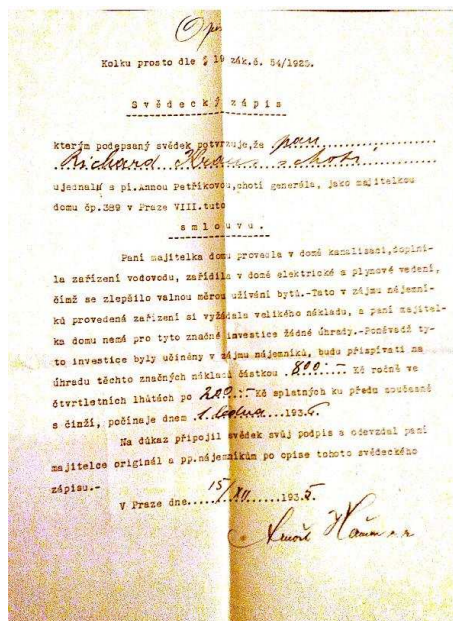 Opis
Kolku prosto dle § 19 zák.č. 54/1925.
Svědecký zápis
kterým podepsaný svědek potvrzuje,že pan
Richard Kraus s chotí
ujednali s pí.Annou Petříkovou,chotí generála, jako majitelkou
domu čp.389 v Praze VIII.tuto
smlouvu.
Paní majitelka domu provedla v domě kanalisaci,doplni-
la zařízení vodovodu, zařídila v domě elektrické a plynové vedení,
čímž se zlepšilo valnou měrou užívání bytů.-Tato v zájmu nájemní-
ků provedená zařízení si vyžádala velikého nákladu, a paní majitel-
ka domu nemá pro tyto značné investice žádné úhrady.-Poněvadž ty-
to investice byly učiněny v zájmu nájemníků, budu přispívati na
úhradu těchto značných nákladů částkou 800.- Kč ročně ve
čtvrtletních lhůtách po 200.- Kč splatných ku předu současně
s činží, počínaje dnem 1. ledna 1936.
Na důkaz připojil svědek svůj podpis a odevzdal paní
majitelce originál a pp.nájemníkům po opise tohoto svědeckého
zápisu.-
V Praze dne 15/XII 1935.